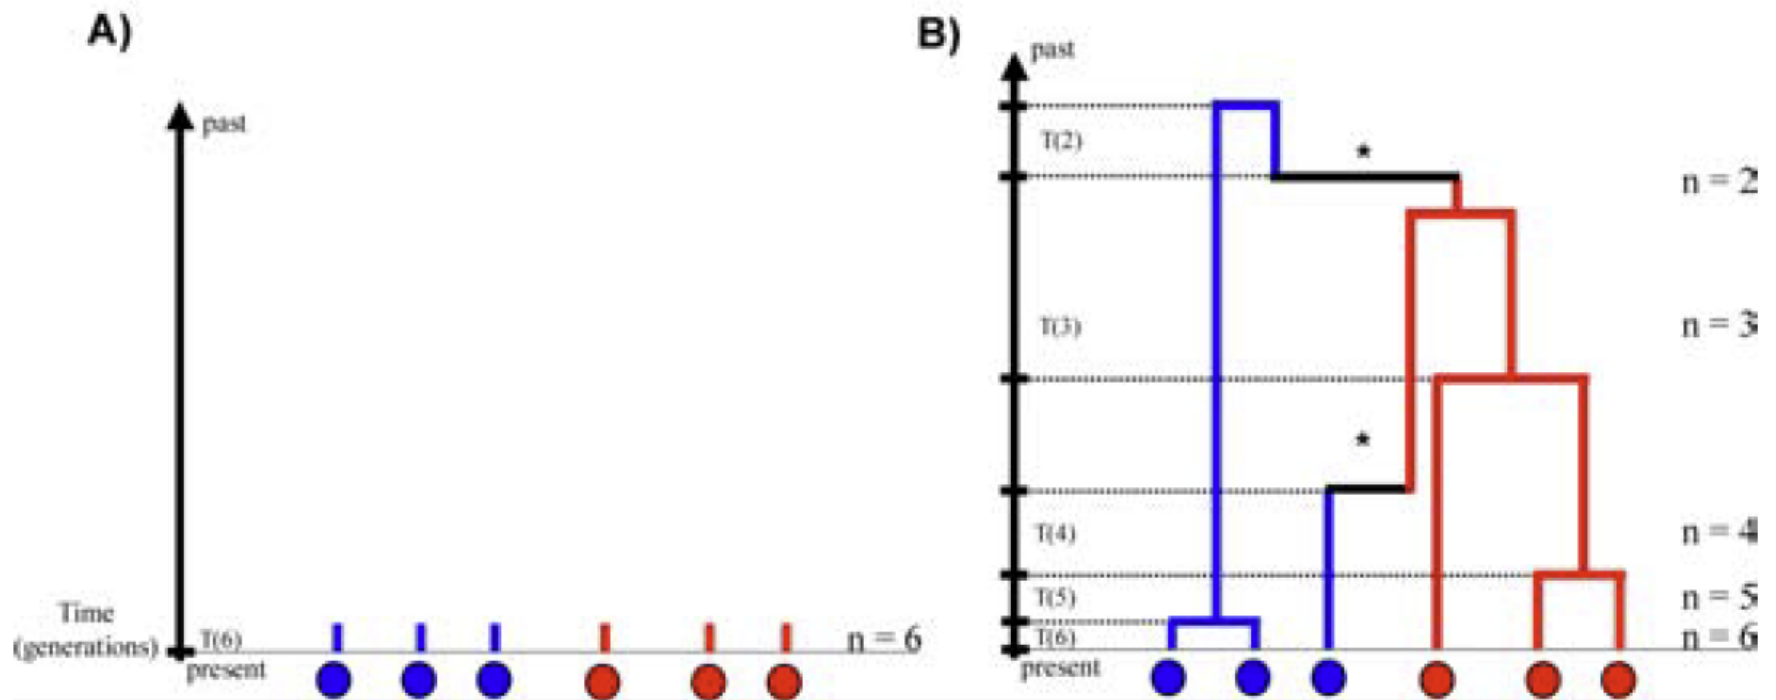 A)
past
Time
(generations)
T(6)
present
n = 6
B)
past
T(2)
*
n = 2
T(3)
n = 3
*
T(4)
n = 4
T(5)
n = 5
T(6)
n = 6
present